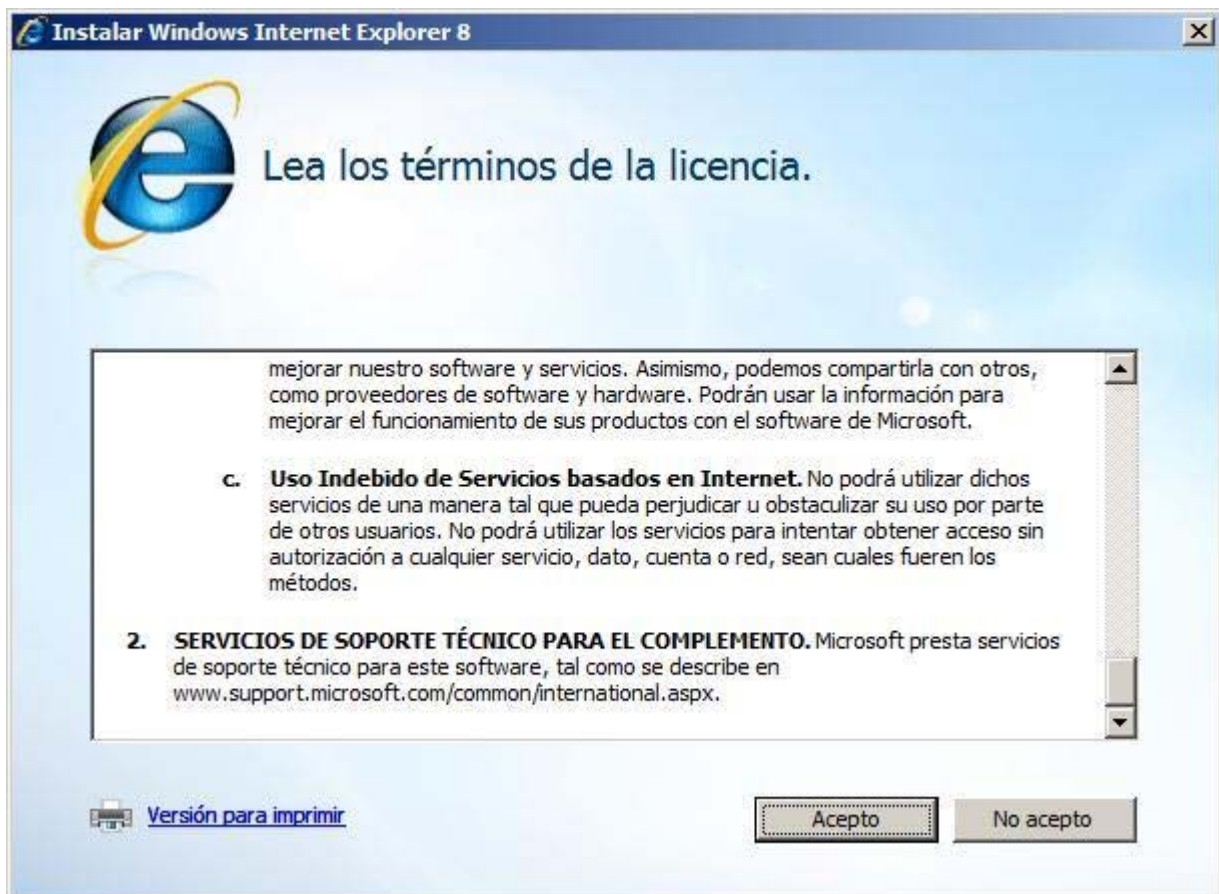 Instalar Windows Internet Explorer 8
Lea los términos de la licencia.
mejorar nuestro software y servicios. Asimismo, podemos compartirla con otros,
como proveedores de software y hardware. Podrán usar la información para
mejorar el funcionamiento de sus productos con el software de Microsoft.
c. Uso Indebido de Servicios basados en Internet. No podrá utilizar dichos
servicios de una manera tal que pueda perjudicar u obstaculizar su uso por parte
de otros usuarios. No podrá utilizar los servicios para intentar obtener acceso sin
autorización a cualquier servicio, dato, cuenta o red, sean cuales fueren los
métodos.
2. SERVICIOS DE SOPORTE TÉCNICO PARA EL COMPLEMENTO. Microsoft presta servicios
de soporte técnico para este software, tal como se describe en
www.support.microsoft.com/common/international.aspx.
Versión para imprimir
Acepto
No acepto